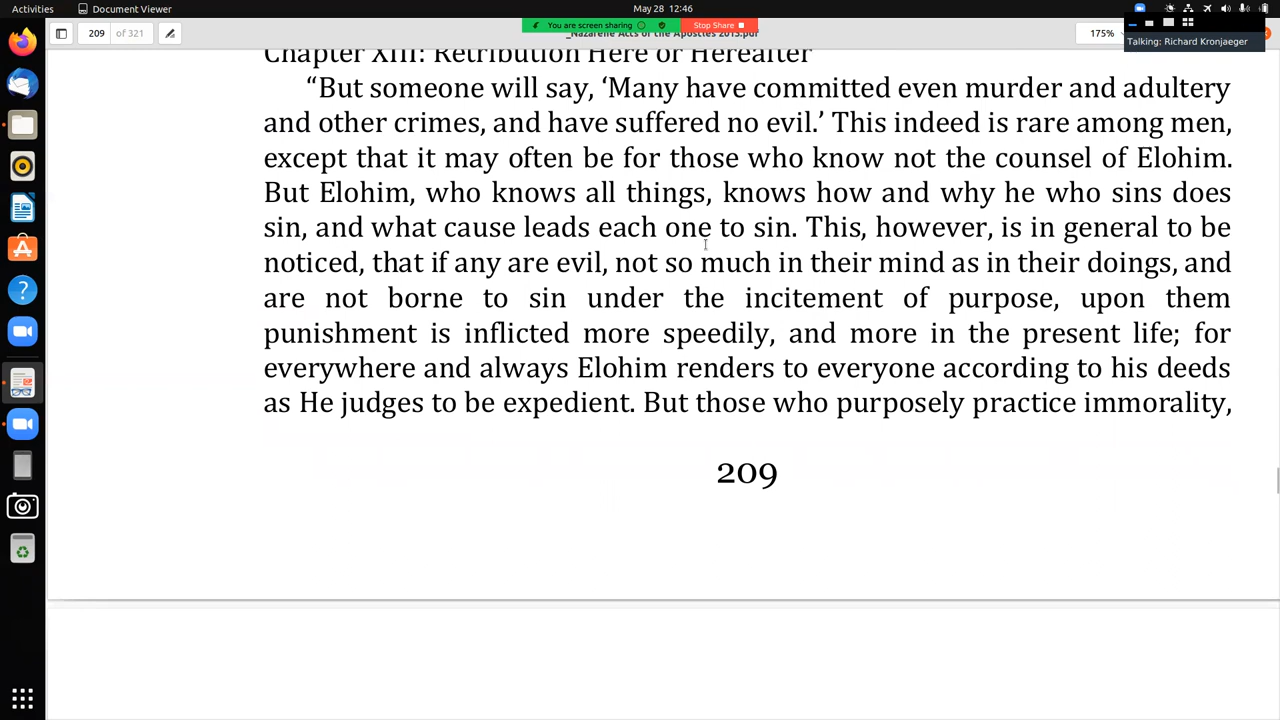 Activities
Document Viewer
May 28 12:46
209
of 321
You are screen sharing
Stop Share
_Nazarene Acts of the Apostles 2013.pdf
175%
Talking: Richard Kronjaeger
Chapter XIII: Retribution Here or Hereafter
“But someone will say, ‘Many have committed even murder and adultery
and other crimes, and have suffered no evil.’ This indeed is rare among men,
except that it may often be for those who know not the counsel of Elohim.
But Elohim, who knows all things, knows how and why he who sins does
sin, and what cause leads each one to sin. This, however, is in general to be
noticed, that if any are evil, not so much in their mind as in their doings, and
are not borne to sin under the incitement of purpose, upon them
punishment is inflicted more speedily, and more in the present life; for
everywhere and always Elohim renders to everyone according to his deeds
as He judges to be expedient. But those who purposely practice immorality,
209